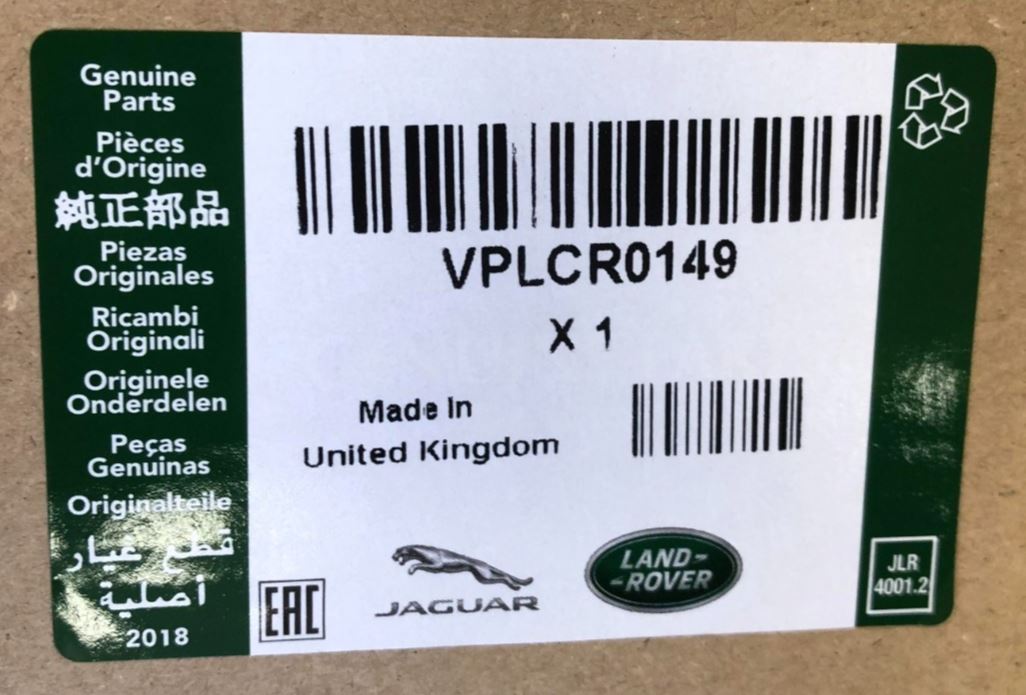 Genuine
Parts
Pièces
d'Origine
純正部品
Piezas
Originales
Ricambi
Originali
Originele
Onderdelen
Peças
Genuinas
Originalteile
قطع غيار
أصلية
2018
VPLCR0149
X 1
Made In
United Kingdom
EAC
JAGUAR
LAND-
-ROVER
JLR
4001.2